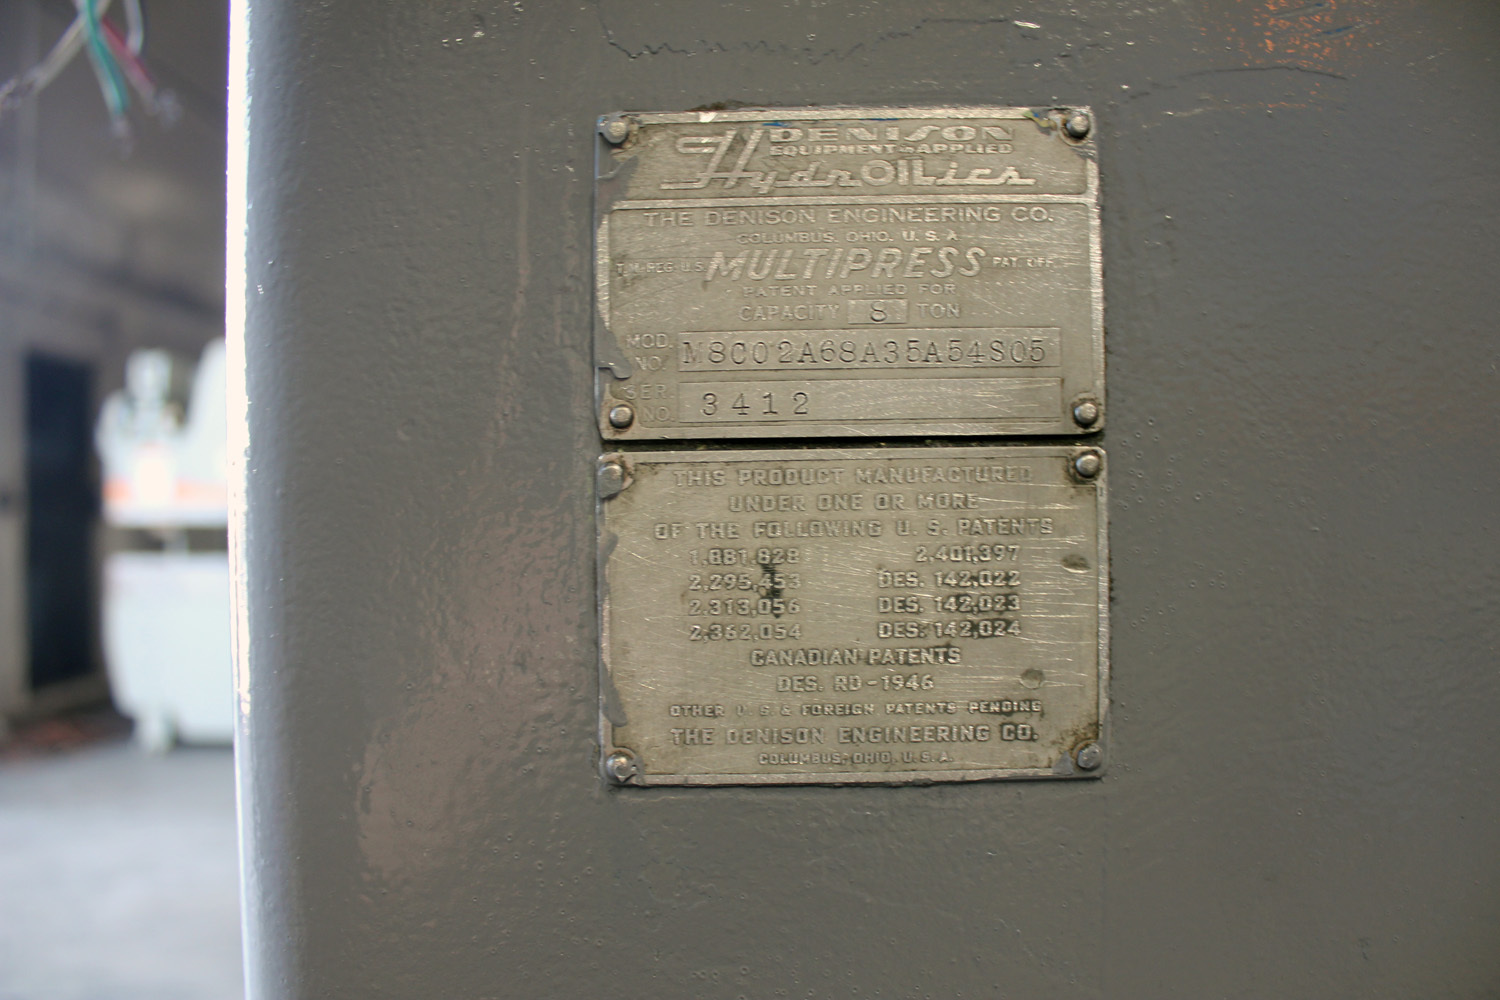 DENISON
EQUIPMENT APPLIED
HydrOILics
THE DENISON ENGINEERING CO.
COLUMBUS, OHIO, U.S.A.
T.M. REG. U.S. MULTIPRESS PAT. OFF.
PATENT APPLIED FOR
CAPACITY 8 TON
MOD. NO. M8C02A68A35A54S05
SER. NO. 3412
THIS PRODUCT MANUFACTURED
UNDER ONE OR MORE
OF THE FOLLOWING U. S. PATENTS
1,881,828 2,401,397
2,295,453 DES. 142,022
2,313,056 DES. 142,023
2,362,054 DES. 142,024
CANADIAN PATENTS
DES. RD-1946
OTHER U. S. & FOREIGN PATENTS PENDING
THE DENISON ENGINEERING CO.
COLUMBUS, OHIO, U.S.A.